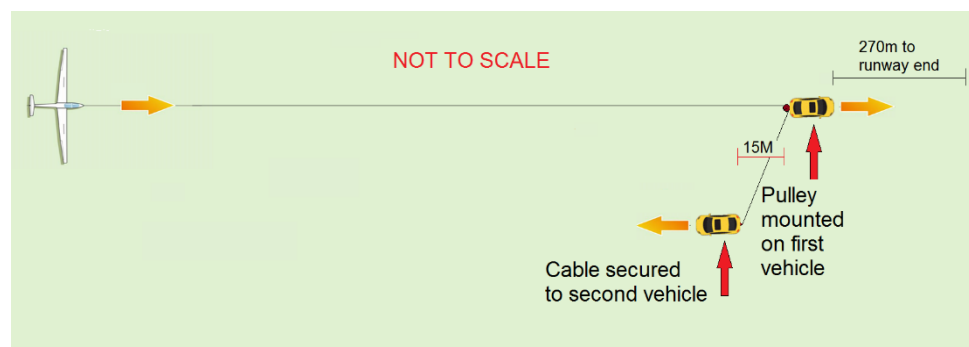 270m to
runway end
NOT TO SCALE
15M
Pulley
mounted
on first
vehicle
Cable secured
to second vehicle